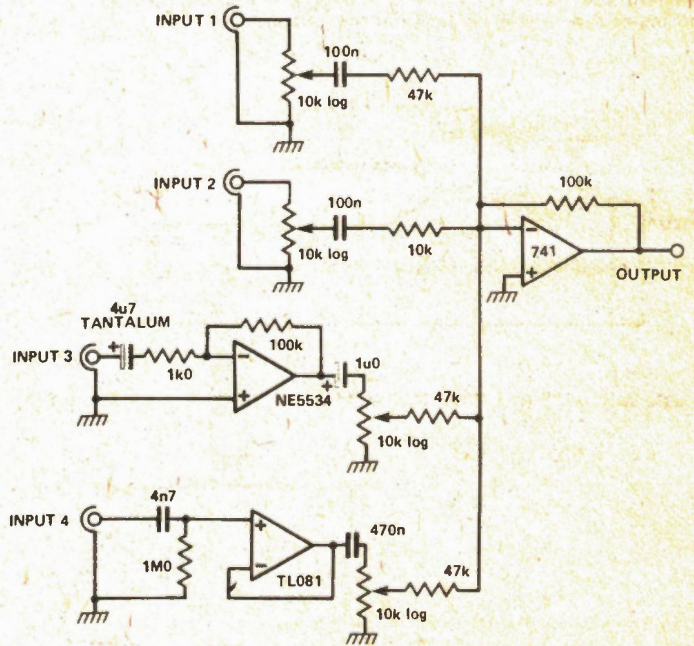 INPUT 1
100n
10k log
47k
INPUT 2
100n
10k log
10k
100k
-
741
+
OUTPUT
4u7
TANTALUM
+
INPUT 3
1k0
100k
-
+
NE5534
+
1u0
10k log
47k
INPUT 4
4n7
1M0
+
-
TL081
470n
10k log
47k